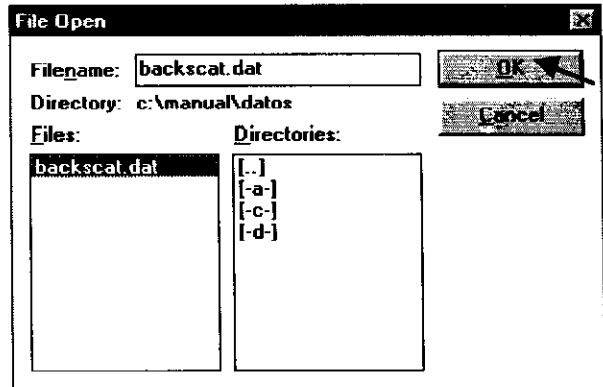 File Open
Filename: backscat.dat
OK
Directory: c:\manual\datos
Cancel
Files:
Directories:
backscat.dat
[..]
[-a-]
[-c-]
[-d-]